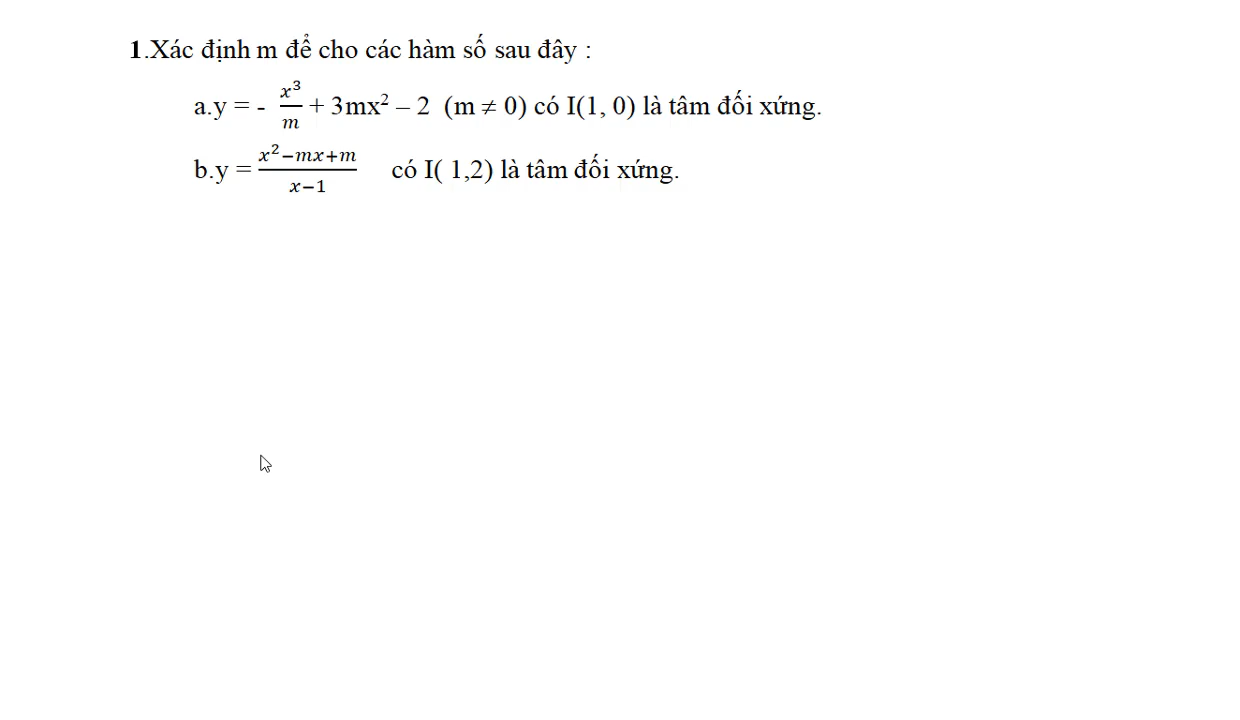 1.Xác định m để cho các hàm số sau đây :
a.y = - x³/m + 3mx² – 2 (m ≠ 0) có I(1, 0) là tâm đối xứng.
b.y = (x²−mx+m)/(x−1) có I( 1,2) là tâm đối xứng.